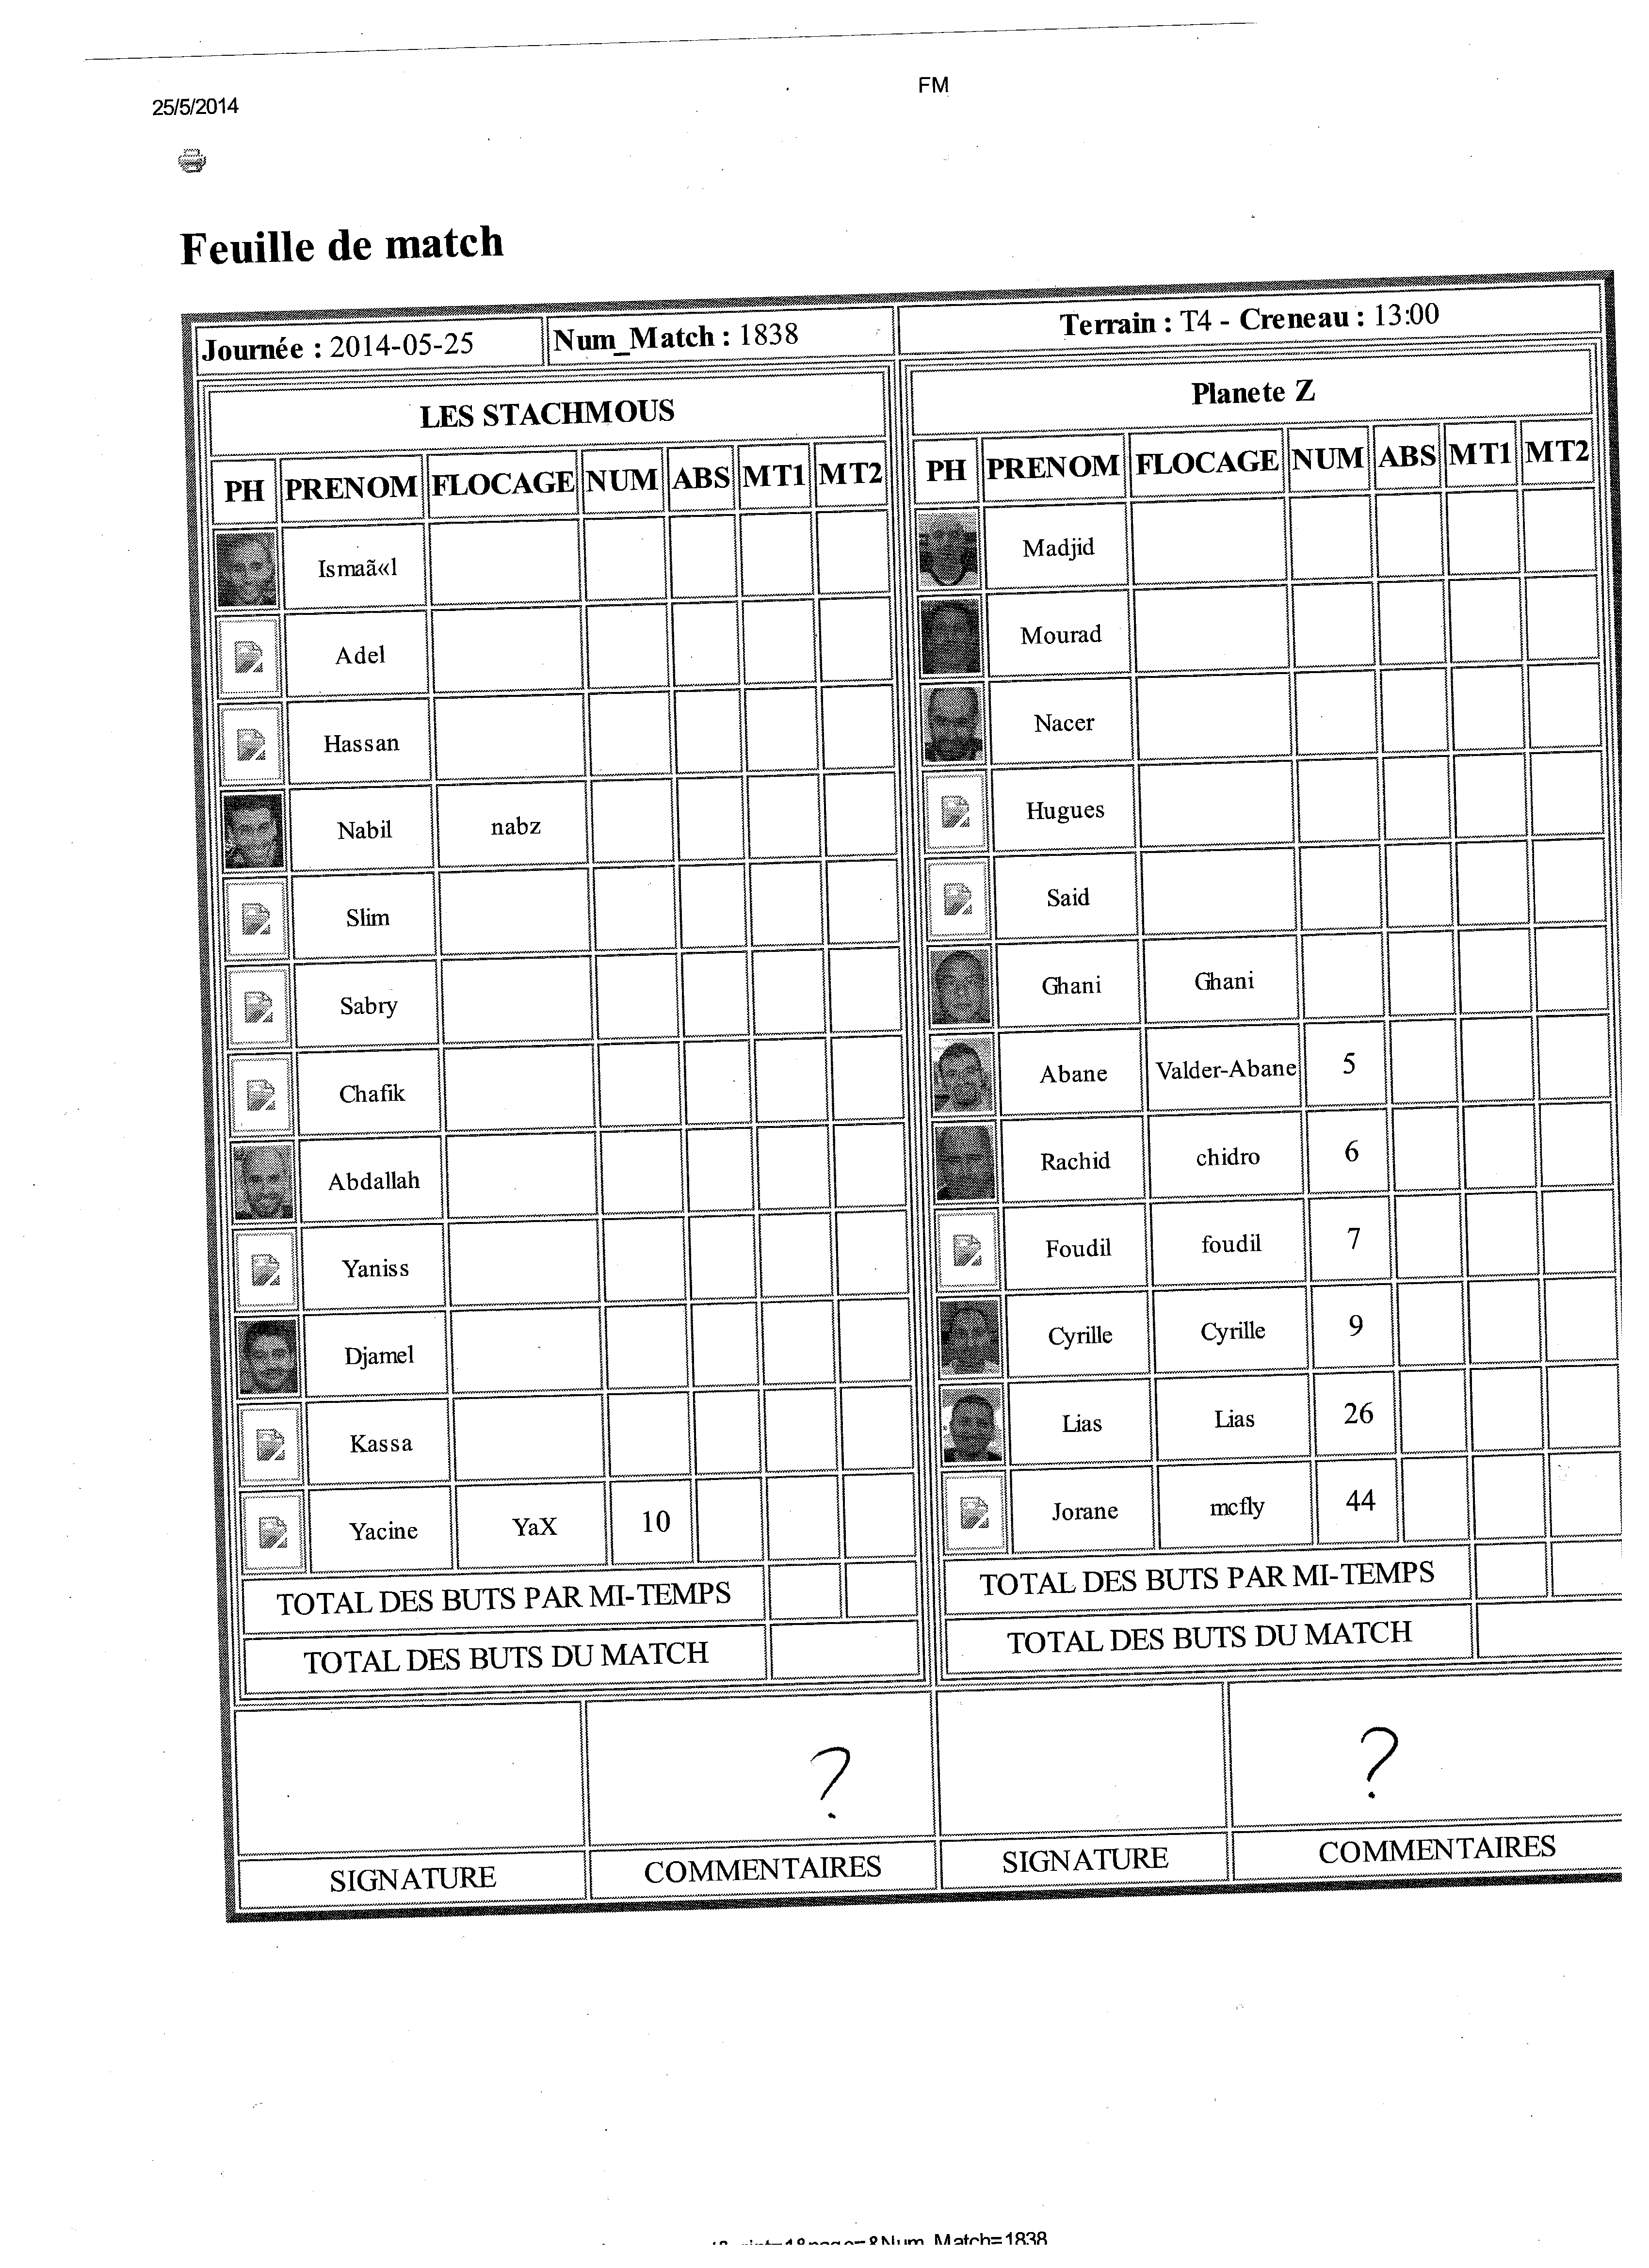 25/5/2014
FM
Feuille de match
Journée : 2014-05-25 Num_Match : 1838 Terrain : T4 - Creneau : 13:00
LES STACHMOUS
PH PRENOM FLOCAGE NUM ABS MT1 MT2
Ismaã«l
Adel
Hassan
Nabil nabz
Slim
Sabry
Chafik
Abdallah
Yaniss
Djamel
Kassa
Yacine YaX 10
TOTAL DES BUTS PAR MI-TEMPS
TOTAL DES BUTS DU MATCH
Planete Z
PH PRENOM FLOCAGE NUM ABS MT1 MT2
Madjid
Mourad
Nacer
Hugues
Said
Ghani Ghani
Abane Valder-Abane 5
Rachid chidro 6
Foudil foudil 7
Cyrille Cyrille 9
Lias Lias 26
Jorane mcfly 44
TOTAL DES BUTS PAR MI-TEMPS
TOTAL DES BUTS DU MATCH
? ?
SIGNATURE COMMENTAIRES SIGNATURE COMMENTAIRES
=1&page=&Num_Match=1838